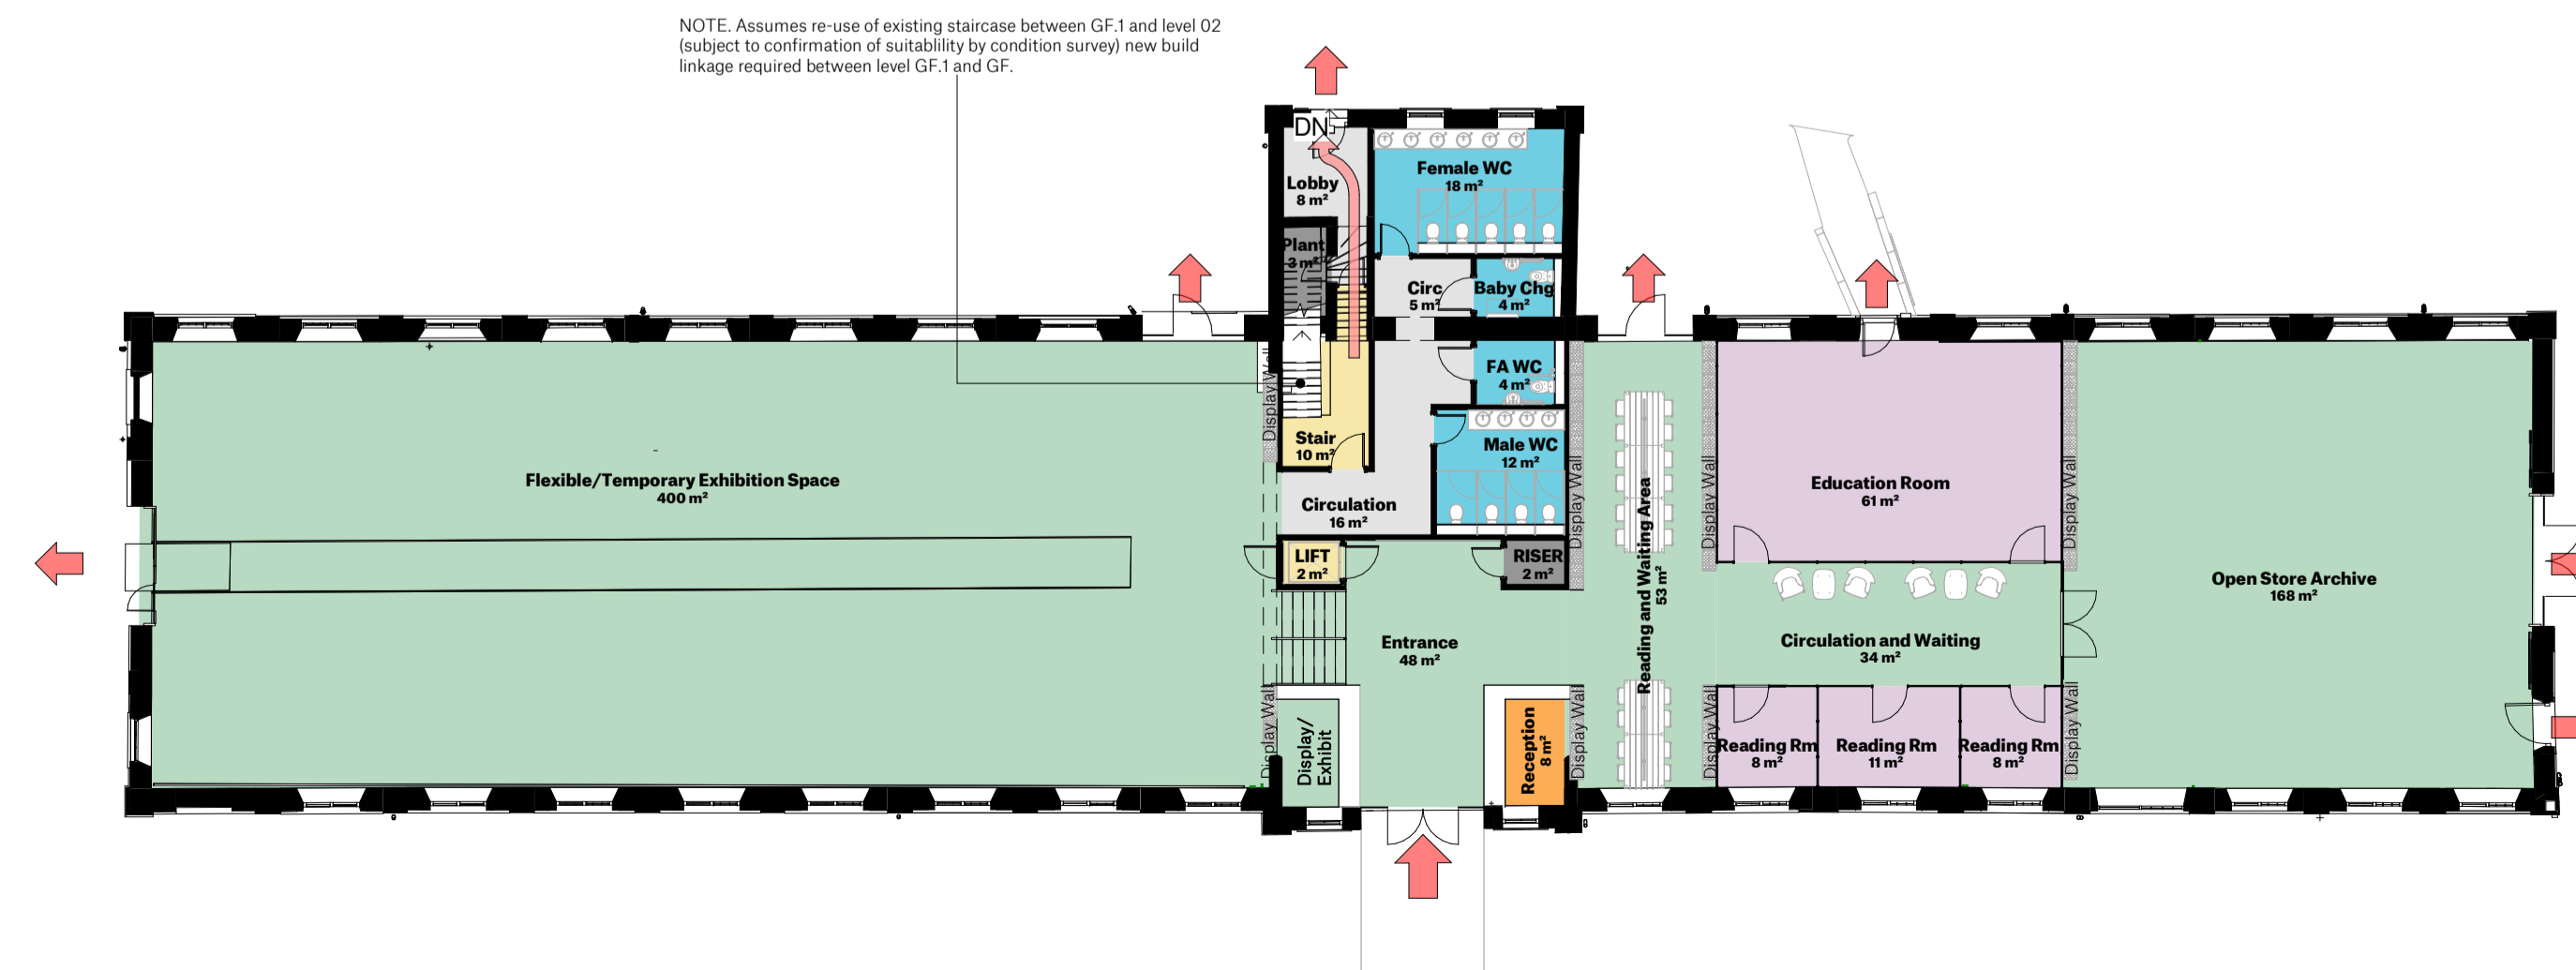 NOTE. Assumes re-use of existing staircase between GF.1 and level 02
(subject to confirmation of suitablility by condition survey) new build
linkage required between level GF.1 and GF.
DN
Lobby
8 m²
Female WC
18 m²
Plant
3 m²
Circ
5 m²
Baby Chg
4 m²
FA WC
4 m²
Display Wall
Stair
10 m²
Male WC
12 m²
Flexible/Temporary Exhibition Space
400 m²
Circulation
16 m²
Display Wall
Reading and Waiting Area
53 m²
Display Wall
Education Room
61 m²
Display Wall
LIFT
2 m²
RISER
2 m²
Open Store Archive
168 m²
Entrance
48 m²
Circulation and Waiting
34 m²
Display Wall
Display/
Exhibit
Reception
8 m²
Display Wall
Display Wall
Reading Rm
8 m²
Reading Rm
11 m²
Reading Rm
8 m²
Display Wall